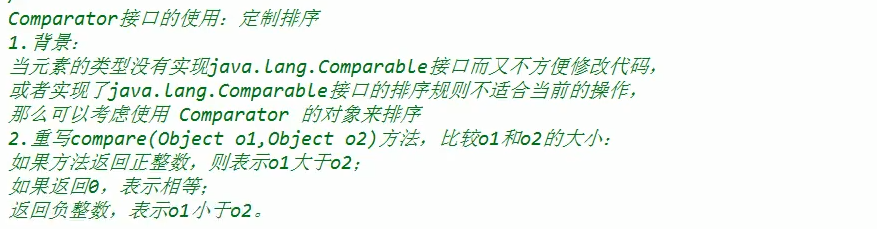 Comparator接口的使用：定制排序
1.背景：
当元素的类型没有实现java.lang.Comparable接口而又不方便修改代码，
或者实现了java.lang.Comparable接口的排序规则不适合当前的操作，
那么可以考虑使用 Comparator 的对象来排序
2.重写compare(Object o1,Object o2)方法，比较o1和o2的大小：
如果方法返回正整数，则表示o1大于o2；
如果返回0，表示相等；
返回负整数，表示o1小于o2。